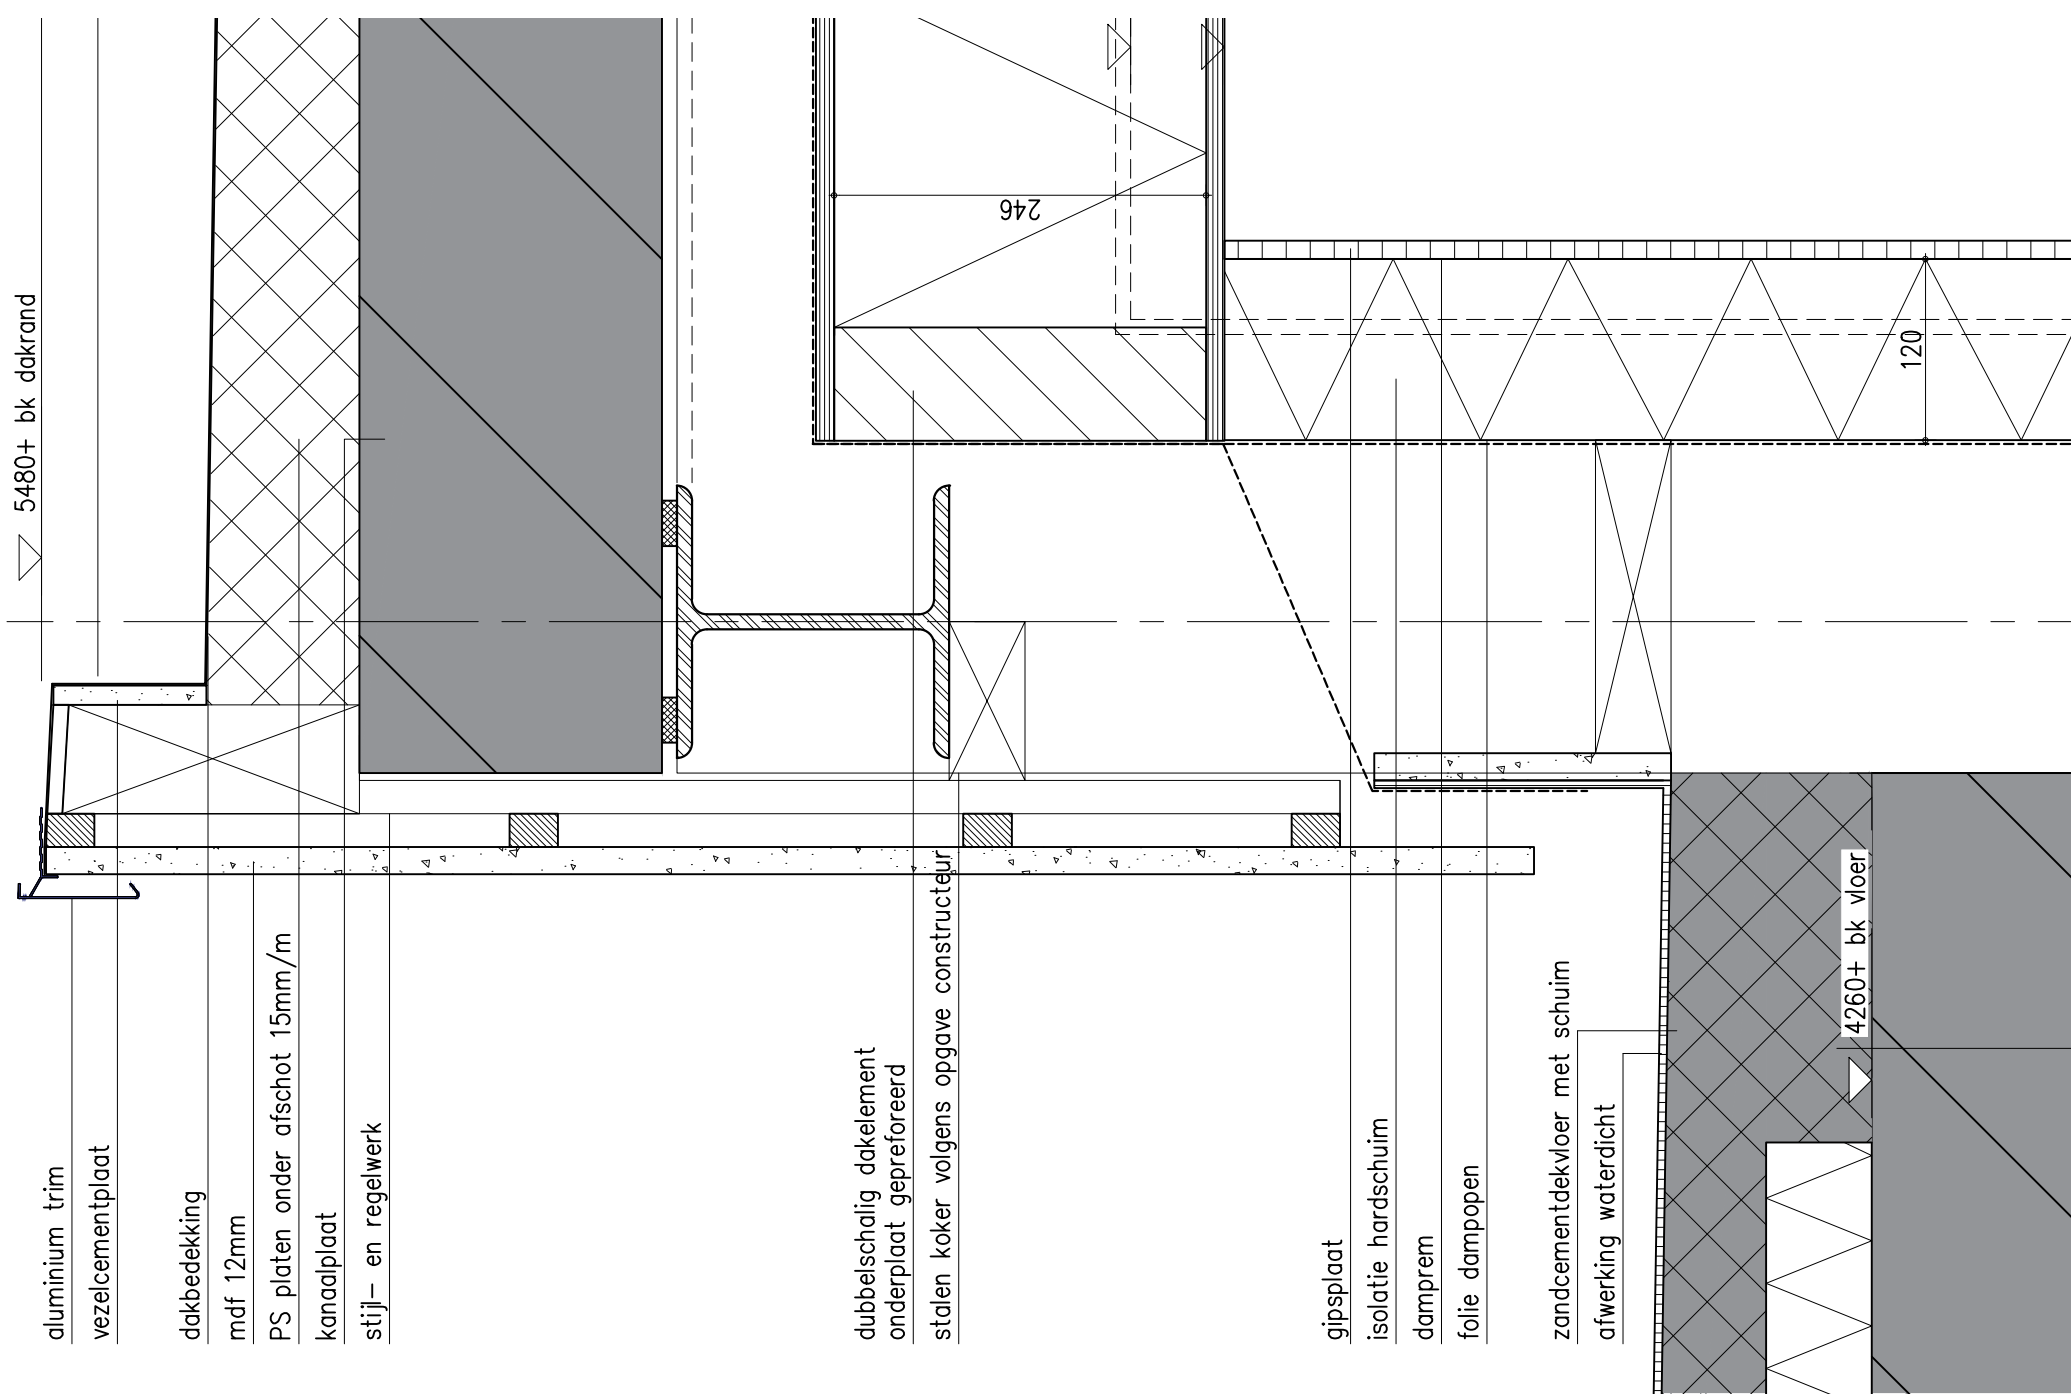 5480+ bk dakrand
246
120
aluminium trim
vezelcementplaat
dakbedekking
mdf 12mm
PS platen onder afschot 15mm/m
kanaalplaat
stijl- en regelwerk
dubbelschalig dakelement
onderplaat gepreforeerd
stalen koker volgens opgave constructeur
gipsplaat
isolatie hardschuim
damprem
folie dampopen
zandcementdekvloer met schuim
afwerking waterdicht
4260+ bk vloer